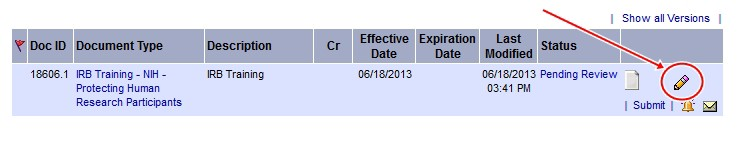 | Show all Versions |
Doc ID Document Type Description Cr Effective Date Expiration Date Last Modified Status
18606.1 IRB Training - NIH - Protecting Human Research Participants IRB Training 06/18/2013 06/18/2013 03:41 PM Pending Review
| Submit |